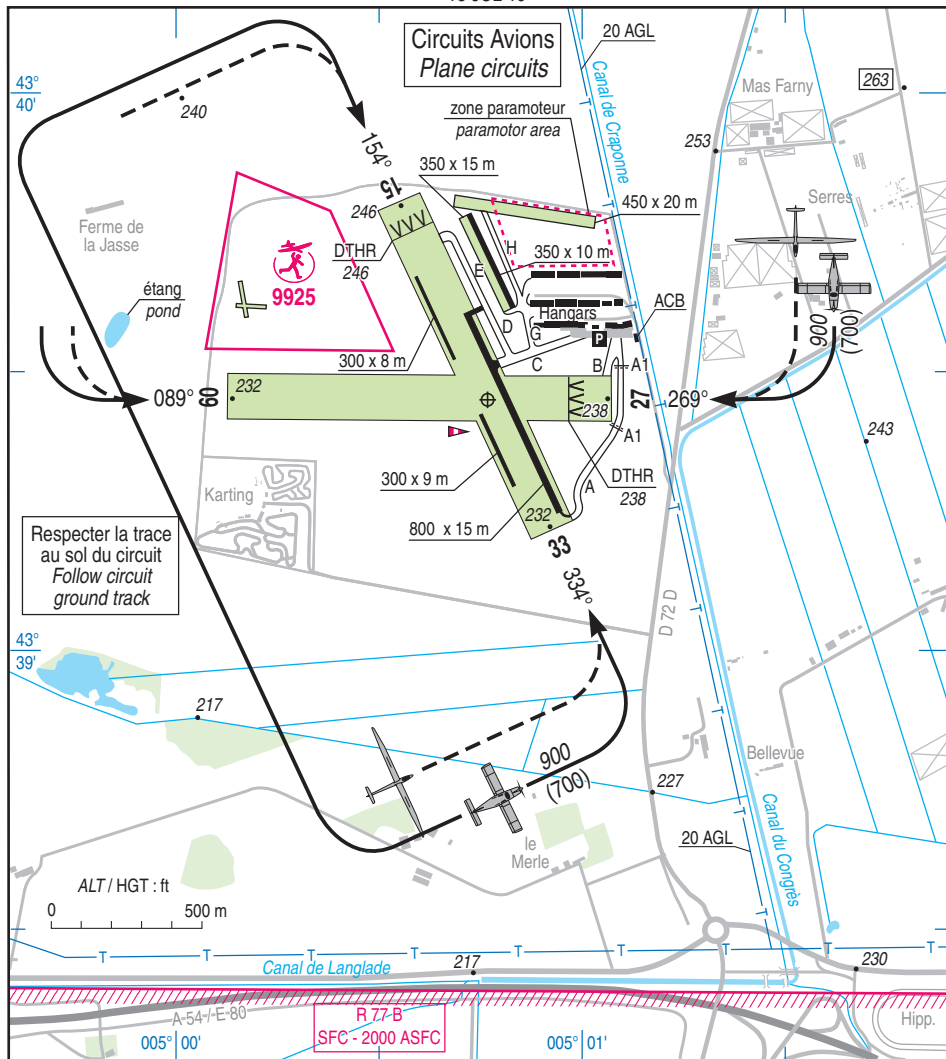 Circuits Avions
Plane circuits
20 AGL
Canal de Craponne
43°
40'
240
154°
15
246
zone paramoteur
paramotor area
350 x 15 m
Mas Farny
263
253
Serres
450 x 20 m
Ferme de
la Jasse
DTHR
246
H
E
350 x 10 m
9925
étang
pond
D
G
Hangars
P
ACB
300 x 8 m
C
B
A1
900
(700)
089°
09
232
238
27
269°
A1
243
300 x 9 m
A
DTHR
238
Karting
800 x 15 m
232
33
334°
Respecter la trace
au sol du circuit
Follow circuit
ground track
D 72 D
43°
39'
217
900
(700)
Bellevue
227
le
Merle
20 AGL
Canal du Congrès
ALT / HGT : ft
0
500 m
T
T
T
T
T
T
Canal de Langlade
217
230
A 54 / E 80
R 77 B
SFC - 2000 ASFC
Hipp.
005° 00'
005° 01'